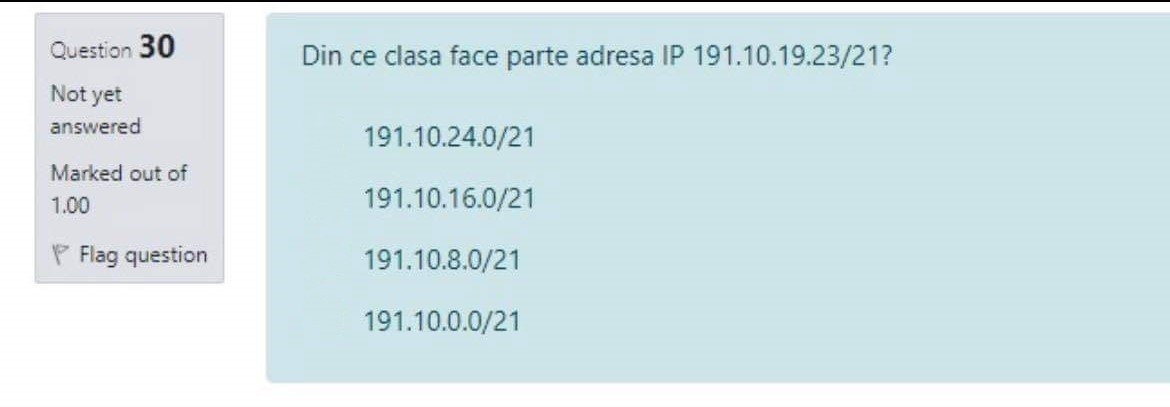 Question 30
Not yet
answered
Marked out of
1.00
Flag question
Din ce clasa face parte adresa IP 191.10.19.23/21?
191.10.24.0/21
191.10.16.0/21
191.10.8.0/21
191.10.0.0/21